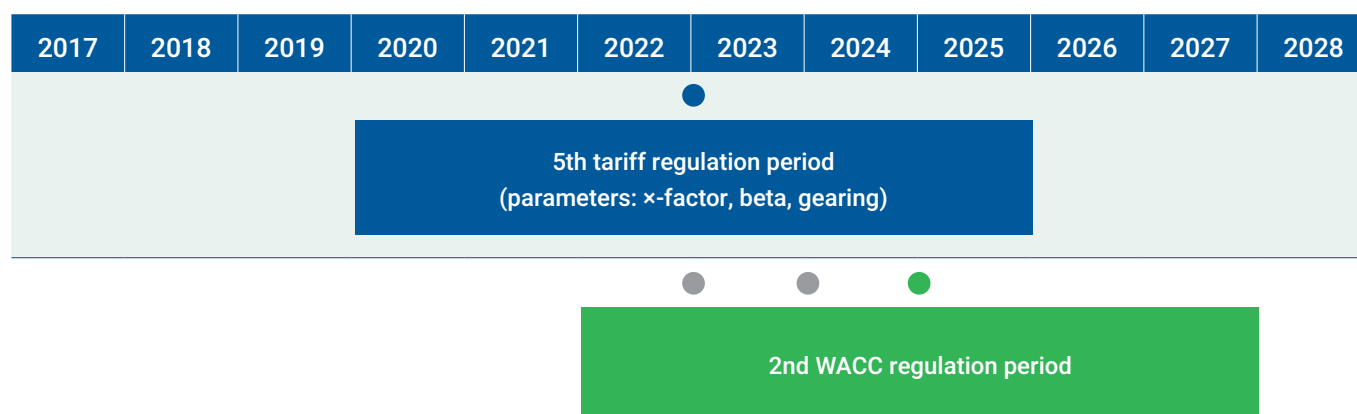 2017 2018 2019 2020 2021 2022 2023 2024 2025 2026 2027 2028
5th tariff regulation period
(parameters: ×-factor, beta, gearing)
2nd WACC regulation period